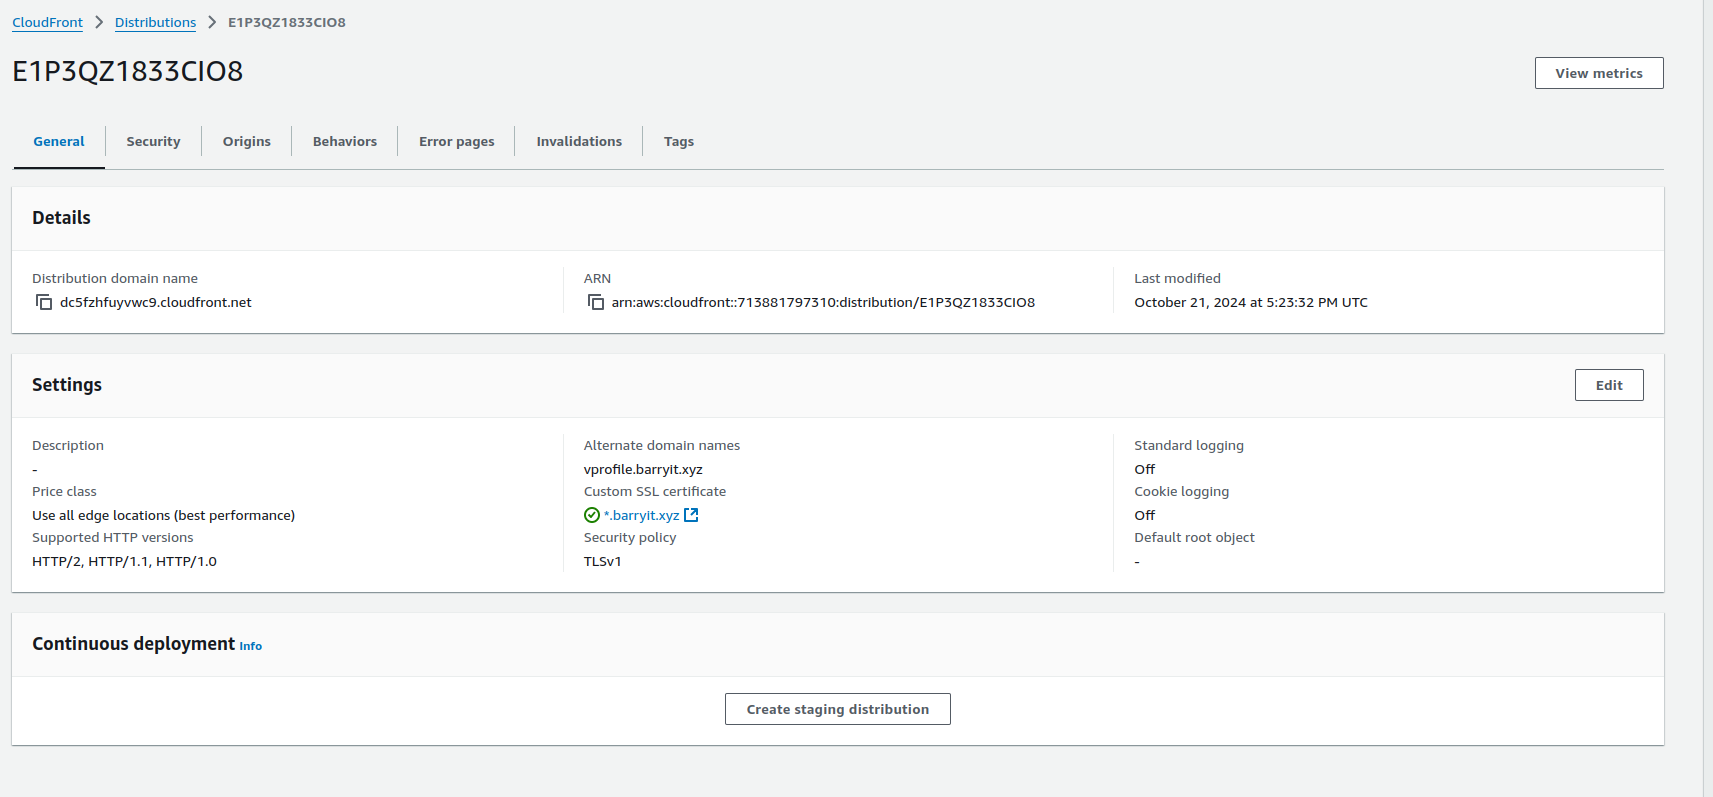 CloudFront > Distributions > E1P3QZ1833CIO8
E1P3QZ1833CIO8
View metrics
General
Security
Origins
Behaviors
Error pages
Invalidations
Tags
Details
Distribution domain name
dc5fzhfuyvwc9.cloudfront.net
ARN
arn:aws:cloudfront::713881797310:distribution/E1P3QZ1833CIO8
Last modified
October 21, 2024 at 5:23:32 PM UTC
Settings
Edit
Description
-
Price class
Use all edge locations (best performance)
Supported HTTP versions
HTTP/2, HTTP/1.1, HTTP/1.0
Alternate domain names
vprofile.barryit.xyz
Custom SSL certificate
*.barryit.xyz
Security policy
TLSv1
Standard logging
Off
Cookie logging
Off
Default root object
-
Continuous deployment Info
Create staging distribution